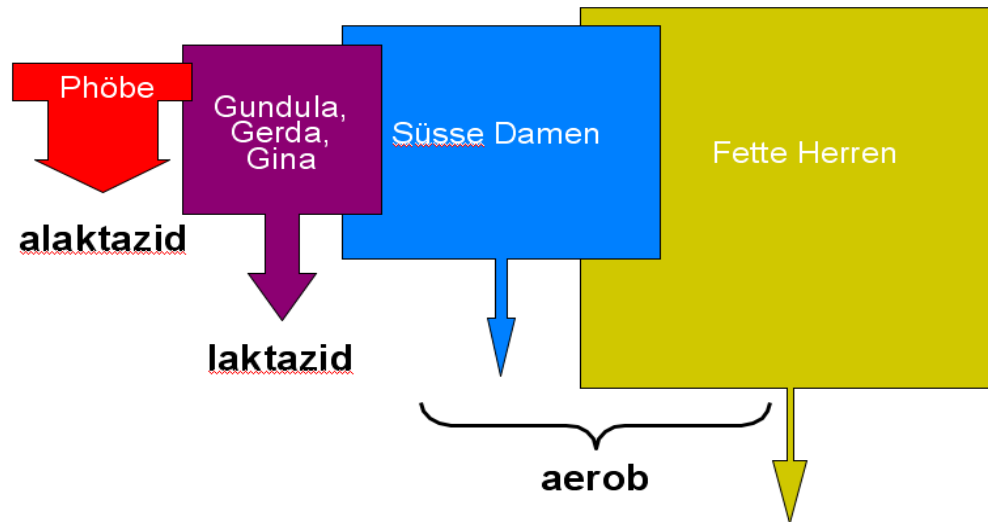 Phöbe
Gundula,
Gerda,
Gina
Süsse Damen
Fette Herren
alaktazid
laktazid
aerob